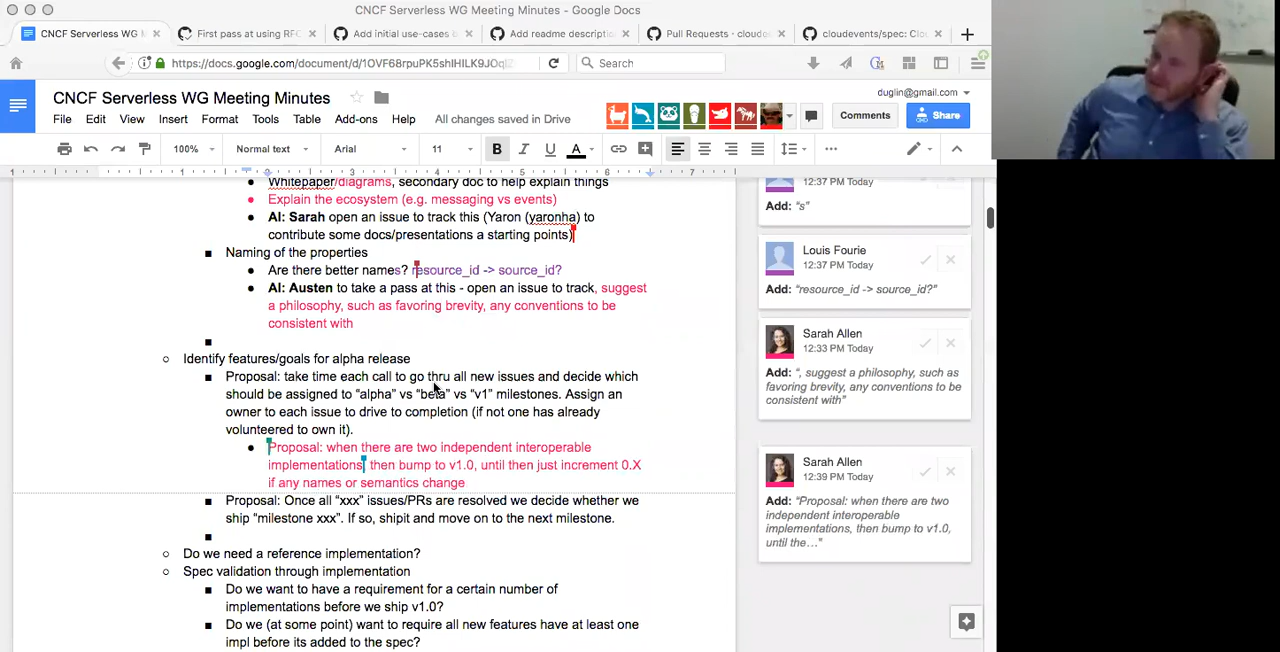 CNCF Serverless WG Meeting Minutes - Google Docs
CNCF Serverless WG M
First pass at using RFC
Add initial use-cases b
Add readme descriptio
Pull Requests · cloude
cloudevents/spec: Clo
https://docs.google.com/document/d/1OVF68rpuPK5shIHILK9JOqlZ
Search
CNCF Serverless WG Meeting Minutes
duglin@gmail.com
File Edit View Insert Format Tools Table Add-ons Help All changes saved in Drive
Comments
Share
100% Normal text Arial 11 B I U A
1 1 2 3 4 5 6 7
Whitepaper/diagrams, secondary doc to help explain things
Explain the ecosystem (e.g. messaging vs events)
AI: Sarah open an issue to track this (Yaron (yaronha) to
contribute some docs/presentations a starting points)
Naming of the properties
Are there better names? resource_id -> source_id?
AI: Austen to take a pass at this - open an issue to track, suggest
a philosophy, such as favoring brevity, any conventions to be
consistent with
Identify features/goals for alpha release
Proposal: take time each call to go thru all new issues and decide which
should be assigned to “alpha” vs “beta” vs “v1” milestones. Assign an
owner to each issue to drive to completion (if not one has already
volunteered to own it).
Proposal: when there are two independent interoperable
implementations, then bump to v1.0, until then just increment 0.X
if any names or semantics change
Proposal: Once all “xxx” issues/PRs are resolved we decide whether we
ship “milestone xxx”. If so, shipit and move on to the next milestone.
Do we need a reference implementation?
Spec validation through implementation
Do we want to have a requirement for a certain number of
implementations before we ship v1.0?
Do we (at some point) want to require all new features have at least one
impl before its added to the spec?
12:37 PM Today
Add: “s”
Louis Fourie
12:37 PM Today
Add: “resource_id -> source_id?”
Sarah Allen
12:33 PM Today
Add: “, suggest a philosophy, such as
favoring brevity, any conventions to be
consistent with”
Sarah Allen
12:39 PM Today
Add: “Proposal: when there are two
independent interoperable
implementations, then bump to v1.0,
until the...”